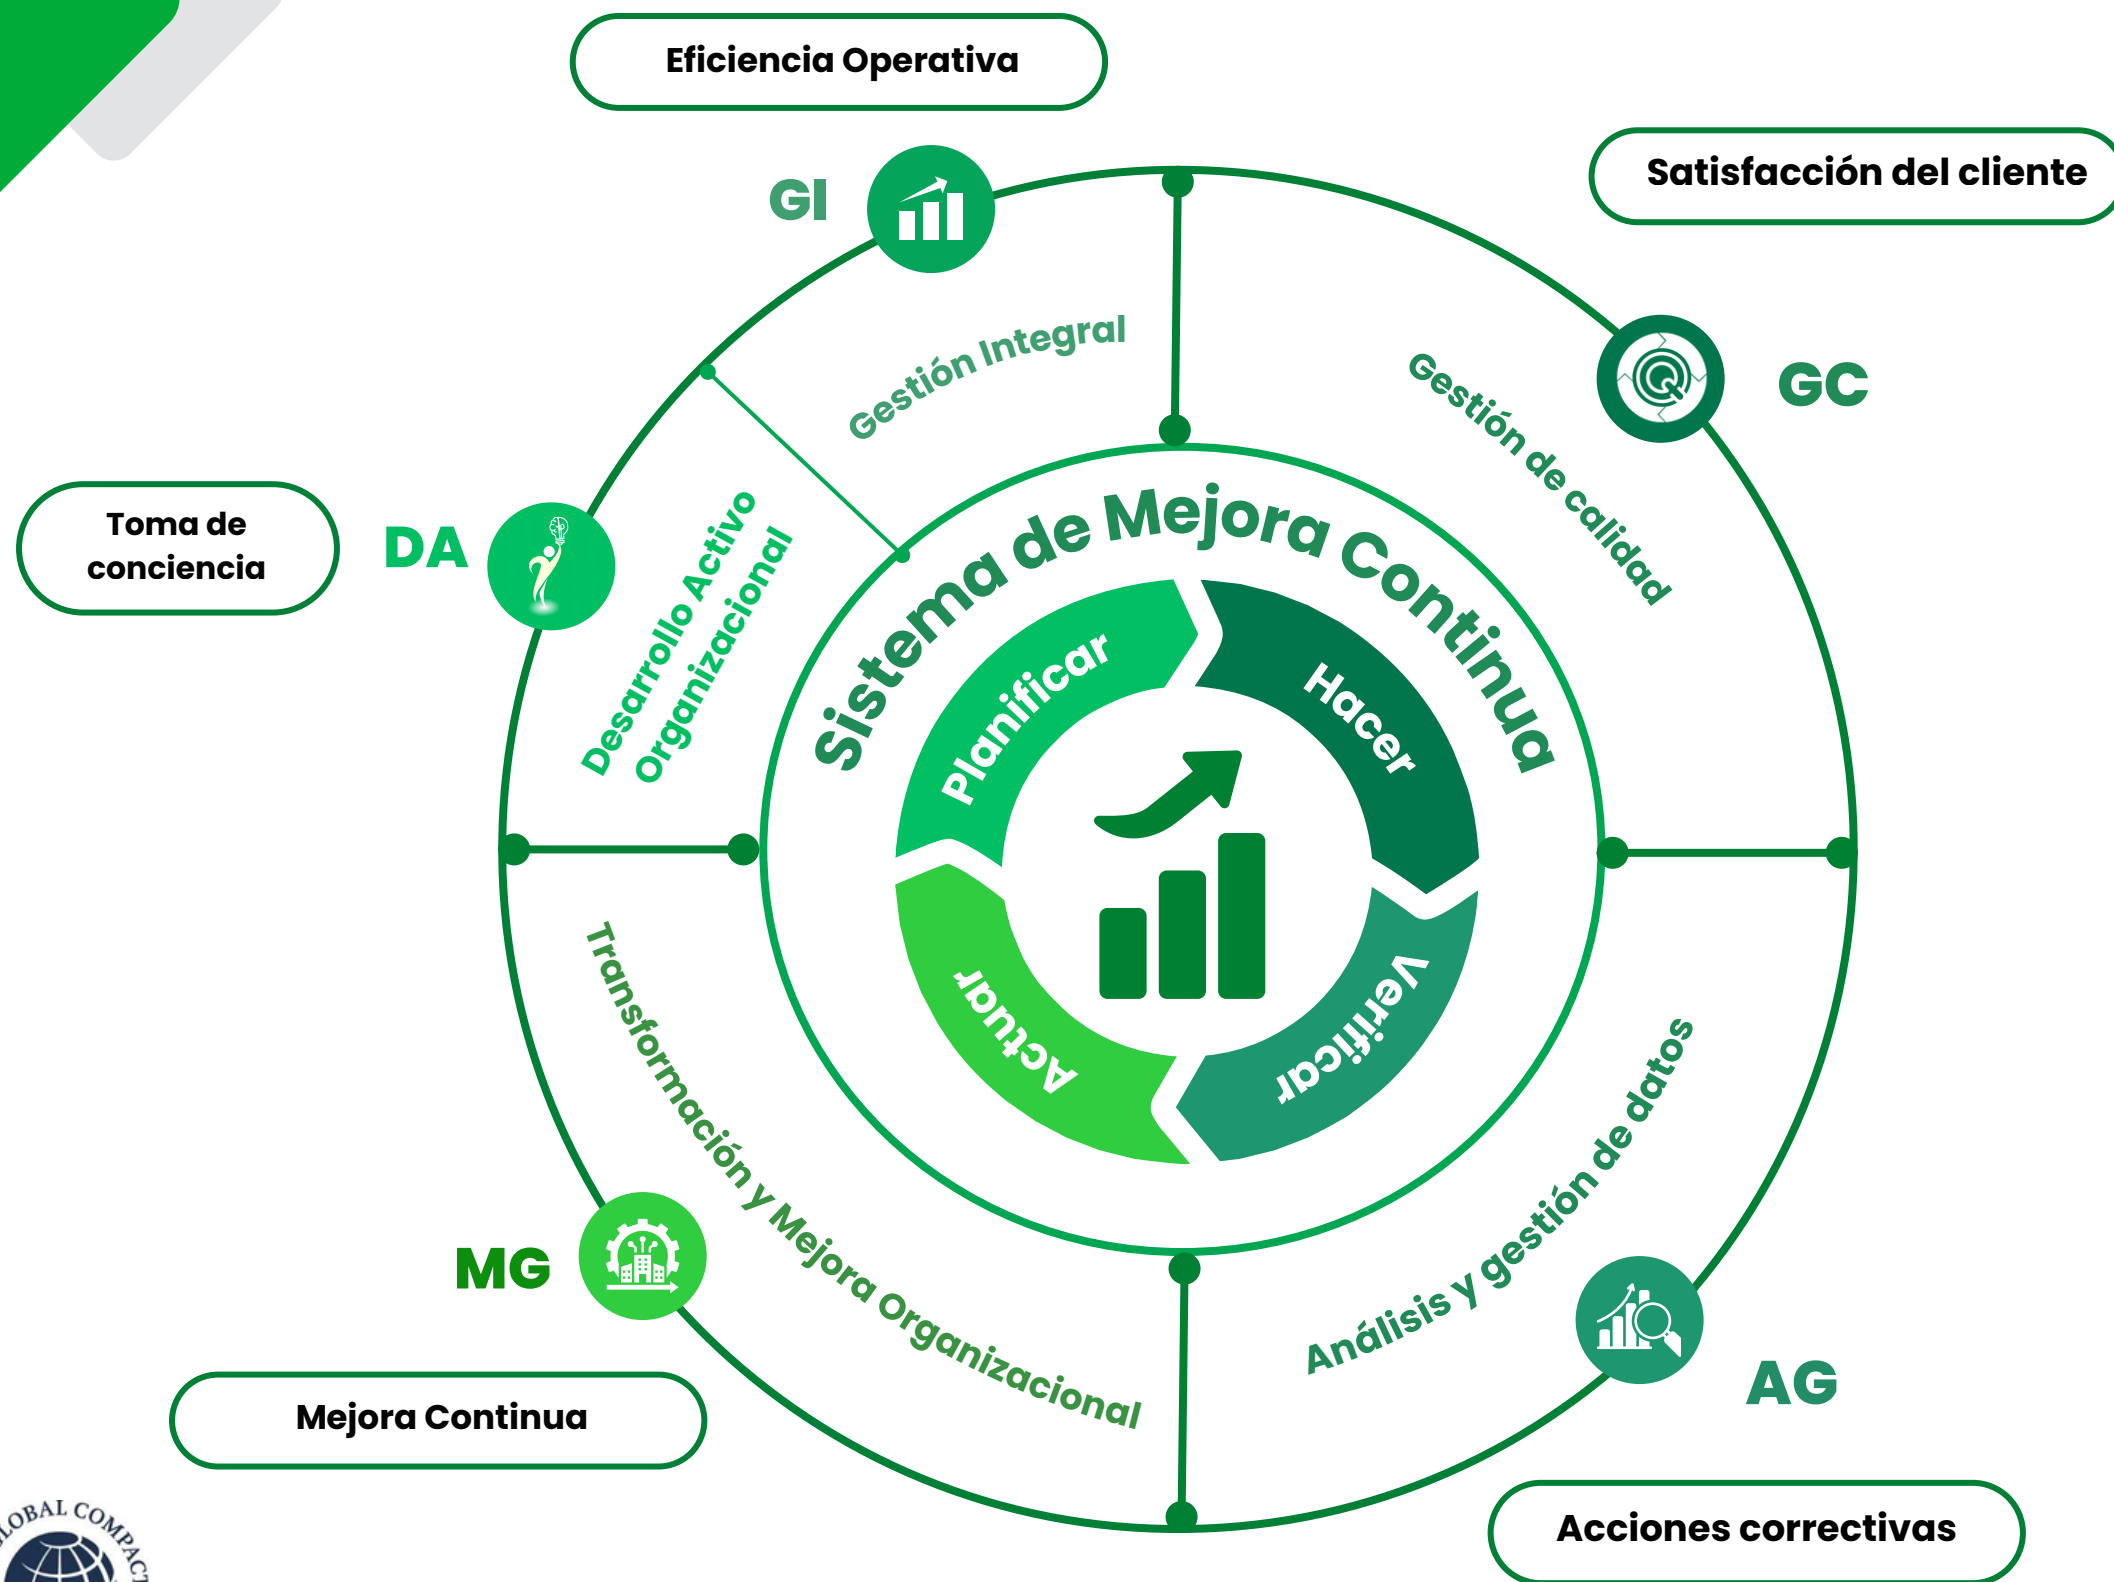 Eficiencia Operativa
Satisfacción del cliente
GI
Gestión Integral
GC
Gestión de calidad
Toma de
conciencia
DA
Desarrollo Activo
Organizacional
Sistema de Mejora Continua
Planificar
Hacer
Verificar
Actuar
Transformación y Mejora Organizacional
MG
Mejora Continua
Análisis y gestión de datos
AG
Acciones correctivas
COMPACT